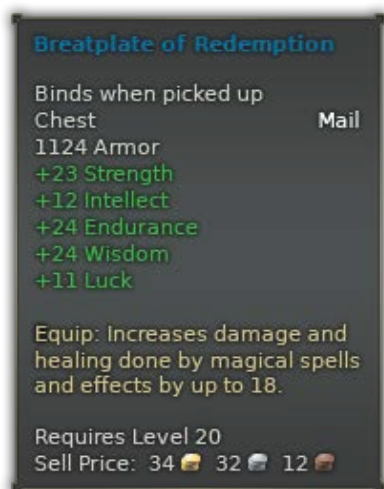 Breatplate of Redemption
Binds when picked up
Chest Mail
1124 Armor
+23 Strength
+12 Intellect
+24 Endurance
+24 Wisdom
+11 Luck
Equip: Increases damage and
healing done by magical spells
and effects by up to 18.
Requires Level 20
Sell Price: 34 32 12